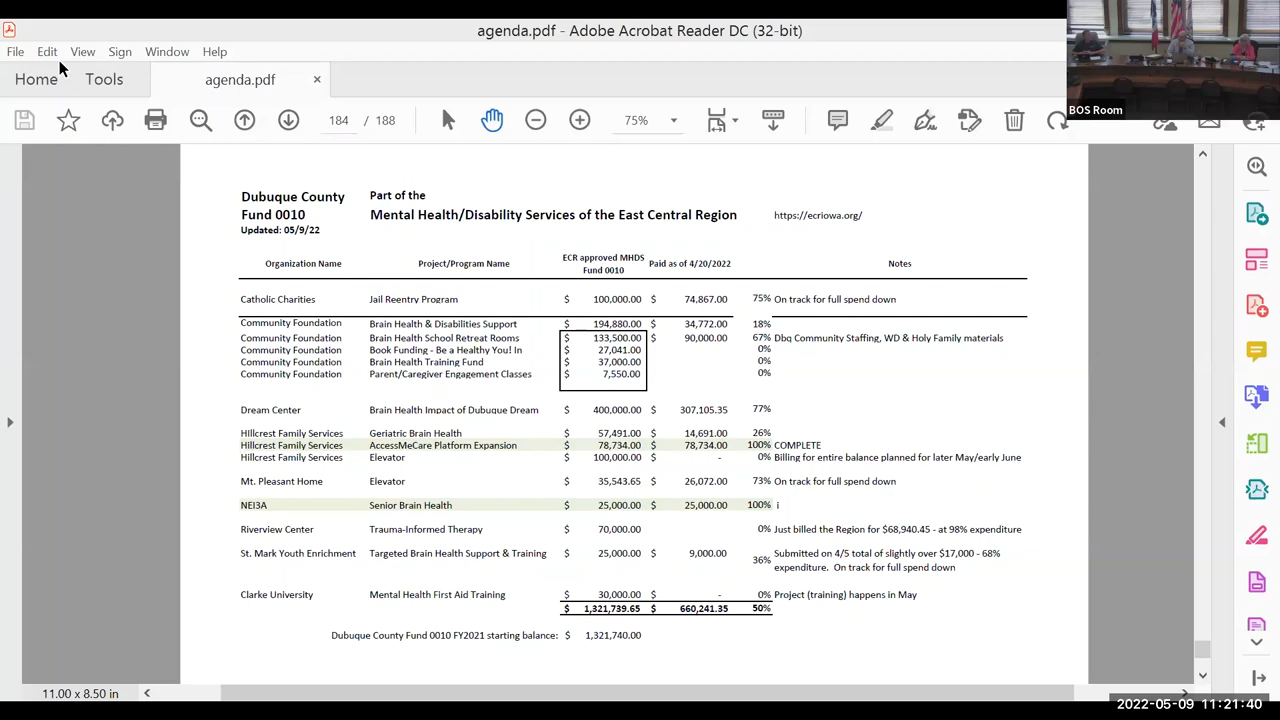 agenda.pdf - Adobe Acrobat Reader DC (32-bit)
File Edit View Sign Window Help
Home Tools agenda.pdf ×
184 / 188 75%
BOS Room
Dubuque County Part of the
Fund 0010 Mental Health/Disability Services of the East Central Region https://ecriowa.org/
Updated: 05/9/22
Organization Name Project/Program Name ECR approved MHDS Fund 0010 Paid as of 4/20/2022 Notes
Catholic Charities Jail Reentry Program $ 100,000.00 $ 74,867.00 75% On track for full spend down
Community Foundation Brain Health & Disabilities Support $ 194,880.00 $ 34,772.00 18%
Community Foundation Brain Health School Retreat Rooms $ 133,500.00 $ 90,000.00 67% Dbq Community Staffing, WD & Holy Family materials
Community Foundation Book Funding - Be a Healthy You! In $ 27,041.00 0%
Community Foundation Brain Health Training Fund $ 37,000.00 0%
Community Foundation Parent/Caregiver Engagement Classes $ 7,550.00 0%
Dream Center Brain Health Impact of Dubuque Dream $ 400,000.00 $ 307,105.35 77%
Hillcrest Family Services Geriatric Brain Health $ 57,491.00 $ 14,691.00 26%
Hillcrest Family Services AccessMeCare Platform Expansion $ 78,734.00 $ 78,734.00 100% COMPLETE
Hillcrest Family Services Elevator $ 100,000.00 $ - 0% Billing for entire balance planned for later May/early June
Mt. Pleasant Home Elevator $ 35,543.65 $ 26,072.00 73% On track for full spend down
NEI3A Senior Brain Health $ 25,000.00 $ 25,000.00 100% i
Riverview Center Trauma-Informed Therapy $ 70,000.00 0% Just billed the Region for $68,940.45 - at 98% expenditure
St. Mark Youth Enrichment Targeted Brain Health Support & Training $ 25,000.00 $ 9,000.00 36% Submitted on 4/5 total of slightly over $17,000 - 68%
expenditure. On track for full spend down
Clarke University Mental Health First Aid Training $ 30,000.00 $ - 0% Project (training) happens in May
$ 1,321,739.65 660,241.35 50%
Dubuque County Fund 0010 FY2021 starting balance: $ 1,321,740.00
11.00 x 8.50 in
2022-05-09 11:21:40